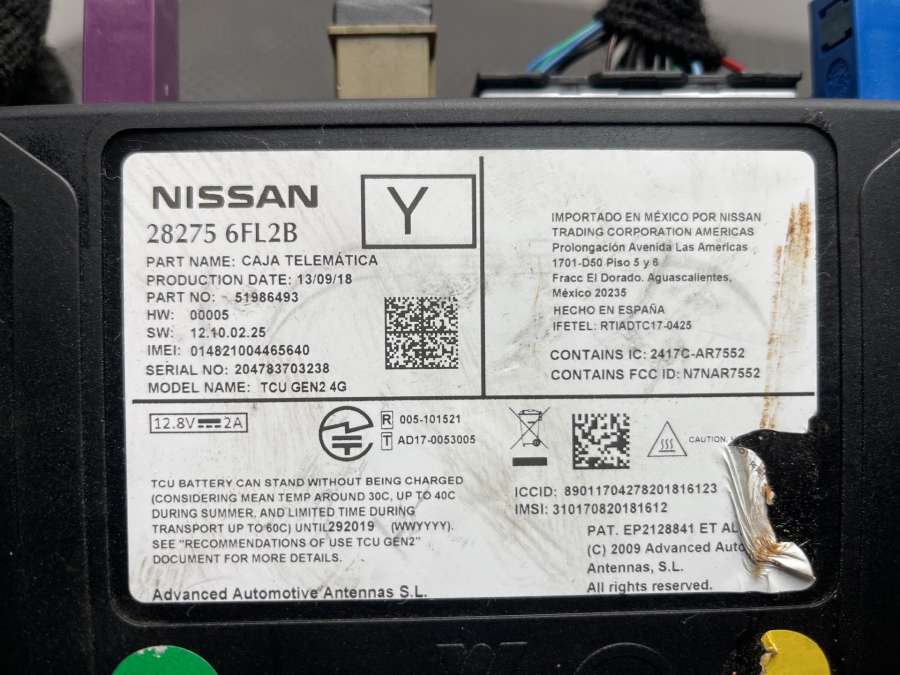 NISSAN
Y
28275 6FL2B
PART NAME: CAJA TELEMÁTICA
PRODUCTION DATE: 13/09/18
PART NO: 51986493
HW: 00005
SW: 12.10.02.25
IMEI: 014821004465640
SERIAL NO: 204783703238
MODEL NAME: TCU GEN2 4G
IMPORTADO EN MÉXICO POR NISSAN
TRADING CORPORATION AMERICAS
Prolongación Avenida Las Americas
1701-D50 Piso 5 y 6
Fracc El Dorado. Aguascalientes,
México 20235
HECHO EN ESPAÑA
IFETEL: RTIADTC17-0425
CONTAINS IC: 2417C-AR7552
CONTAINS FCC ID: N7NAR7552
12.8V 2A
R 005-101521
T AD17-0053005
CAUTION,
TCU BATTERY CAN STAND WITHOUT BEING CHARGED
(CONSIDERING MEAN TEMP AROUND 30C, UP TO 40C
DURING SUMMER, AND LIMITED TIME DURING
TRANSPORT UP TO 60C) UNTIL292019 (WWYYYY).
SEE "RECOMMENDATIONS OF USE TCU GEN2"
DOCUMENT FOR MORE DETAILS.
Advanced Automotive Antennas S.L.
ICCID: 89011704278201816123
IMSI: 310170820181612
PAT. EP2128841 ET AL
(C) 2009 Advanced Auto
Antennas, S.L.
All rights reserved.